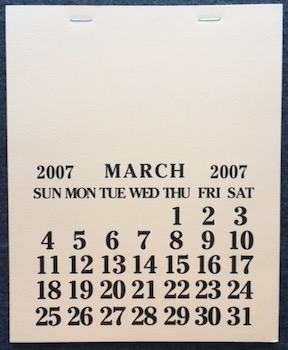 2007 MARCH 2007
SUN MON TUE WED THU FRI SAT
1 2 3
4 5 6 7 8 9 10
11 12 13 14 15 16 17
18 19 20 21 22 23 24
25 26 27 28 29 30 31